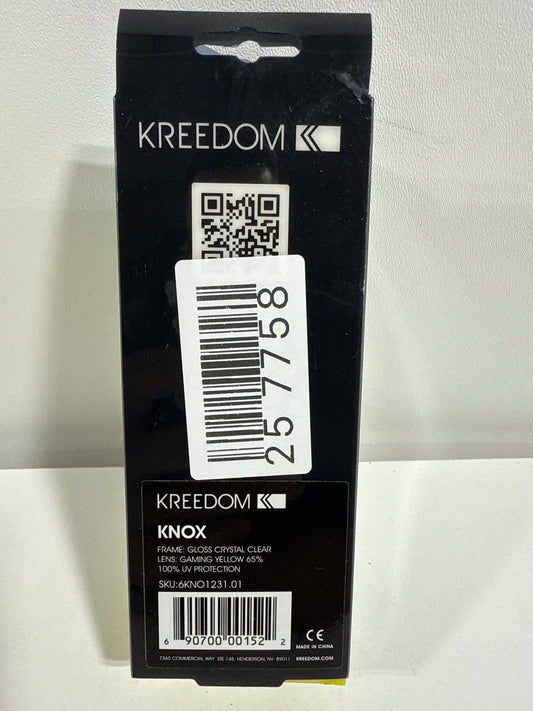 KREEDOM
25 7758
KREEDOM
KNOX
FRAME: GLOSS CRYSTAL CLEAR
LENS: GAMING YELLOW 65%
100% UV PROTECTION
SKU:6KNO1231.01
6 90700 00152 2
CE
MADE IN CHINA
7365 COMMERCIAL WAY STE 145. HENDERSON, NV 89011
KREEDOM.COM